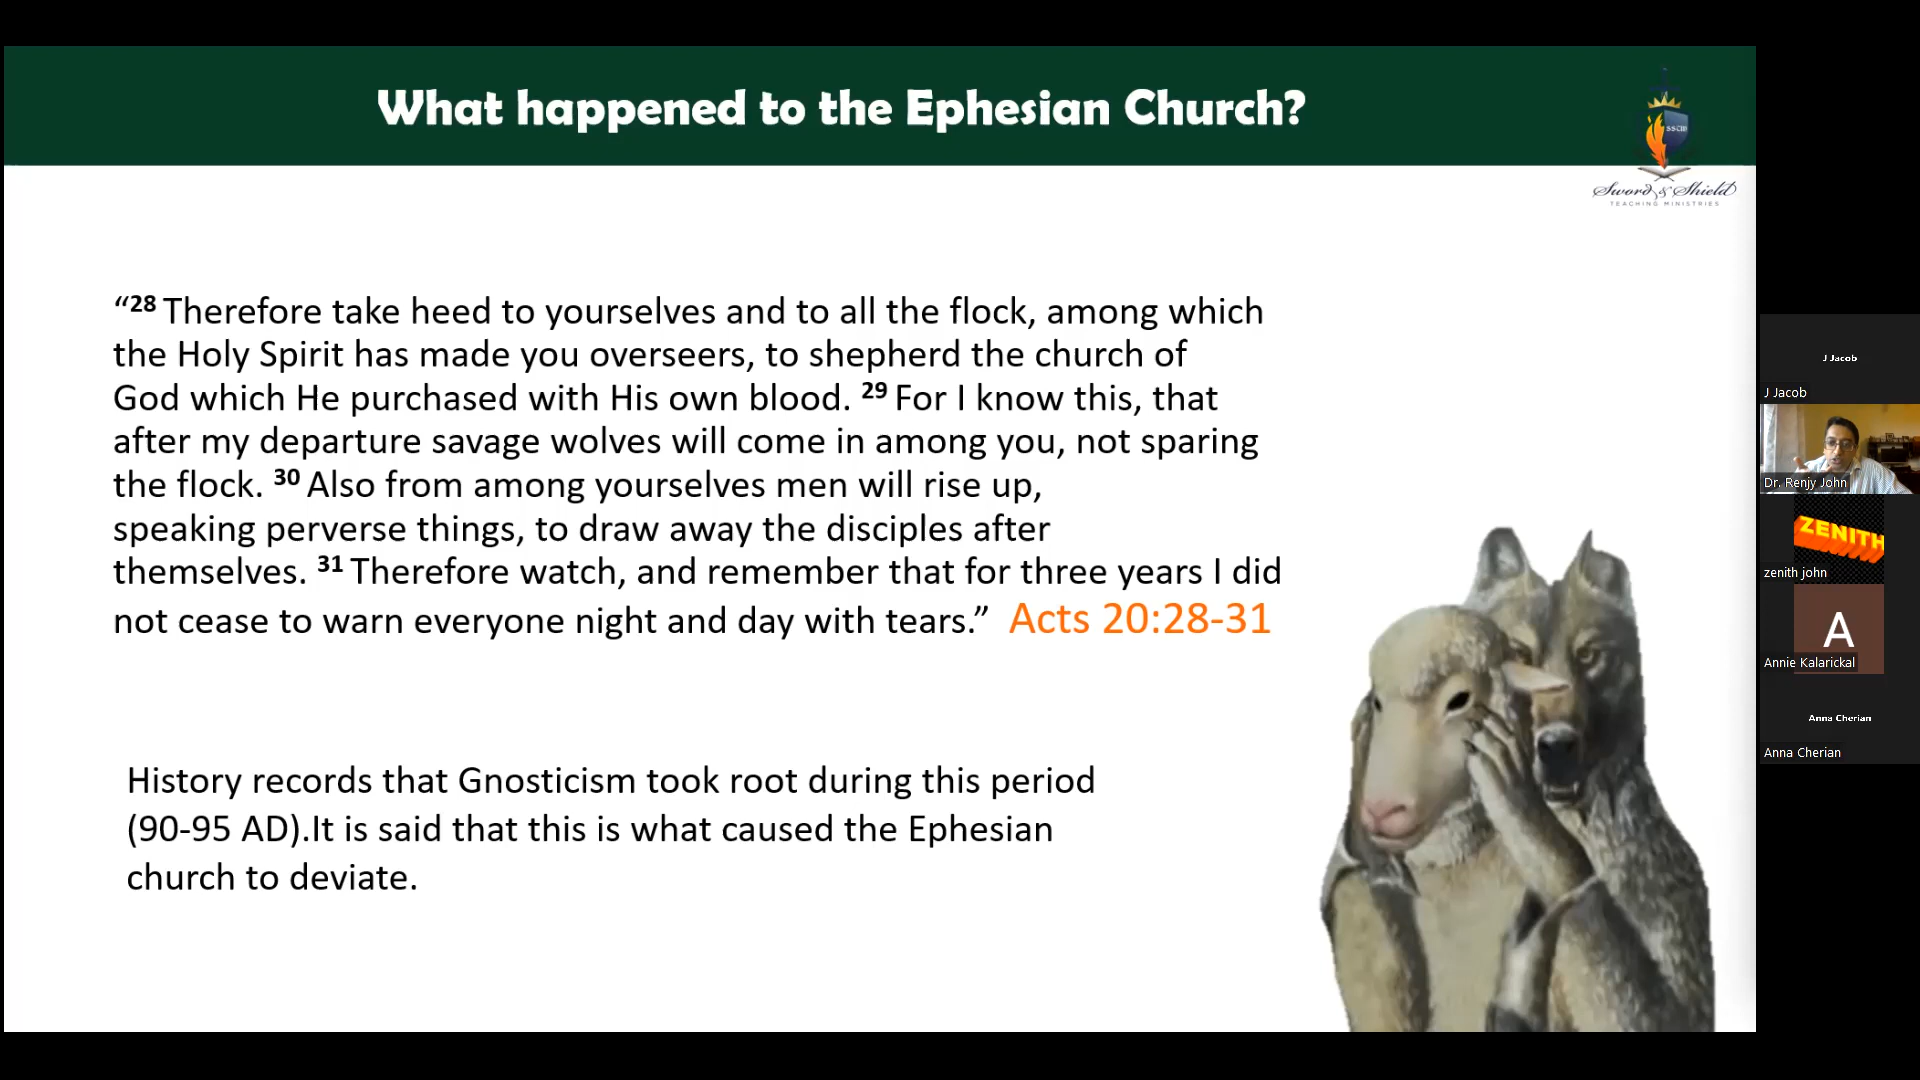 What happened to the Ephesian Church?
SSTM
Sword & Shield
TEACHING MINISTRIES
“28 Therefore take heed to yourselves and to all the flock, among which
the Holy Spirit has made you overseers, to shepherd the church of
God which He purchased with His own blood. 29 For I know this, that
after my departure savage wolves will come in among you, not sparing
the flock. 30 Also from among yourselves men will rise up,
speaking perverse things, to draw away the disciples after
themselves. 31 Therefore watch, and remember that for three years I did
not cease to warn everyone night and day with tears.” Acts 20:28-31
History records that Gnosticism took root during this period
(90-95 AD).It is said that this is what caused the Ephesian
church to deviate.
J Jacob
J Jacob
Dr. Renjy John
ZENITH
zenith john
A
Annie Kalarickal
Anna Cherian
Anna Cherian